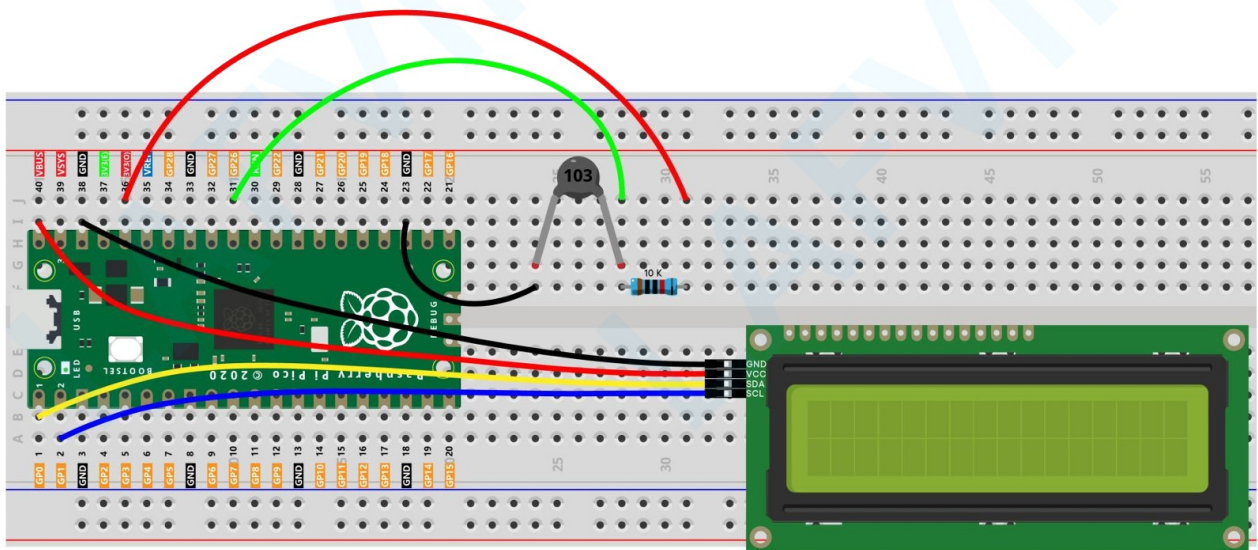 VBUS VSYS GND 3V3(E) 3V3(O) GP28 GND GP27 GP26 GP22 GND GP21 GP20 GP19 GP18 GND GP17 GP16
40 39 38 37 36 35 34 33 32 31 30 29 28 27 26 25 24 23 22 21
103
30 45 50 55
J
I
H
G
F
10 K
USB
DEBUG
LED
BOOTSEL
Raspberry Pi Pico © 2020
E
D
C
B
A
1 2
GND
VCC
SDA
SCL
1 2 3 4 5 6 7 8 9 10 11 12 13 14 15 16 17 18 19 20
25 30
GP0 GP1 GND GP2 GP3 GP4 GP5 GND GP6 GP7 GP8 GP9 GND GP10 GP11 GP12 GP13 GND GP14 GP15